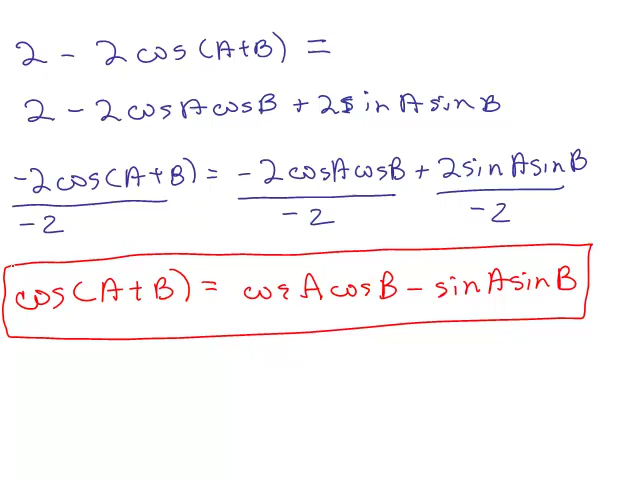 2 - 2cos(A+B) =
2 - 2cosAcosB + 2sinAsinB
-2cos(A+B) = -2cosAcosB + 2sinAsinB
-2 -2 -2
cos(A+B) = cosAcosB - sinAsinB